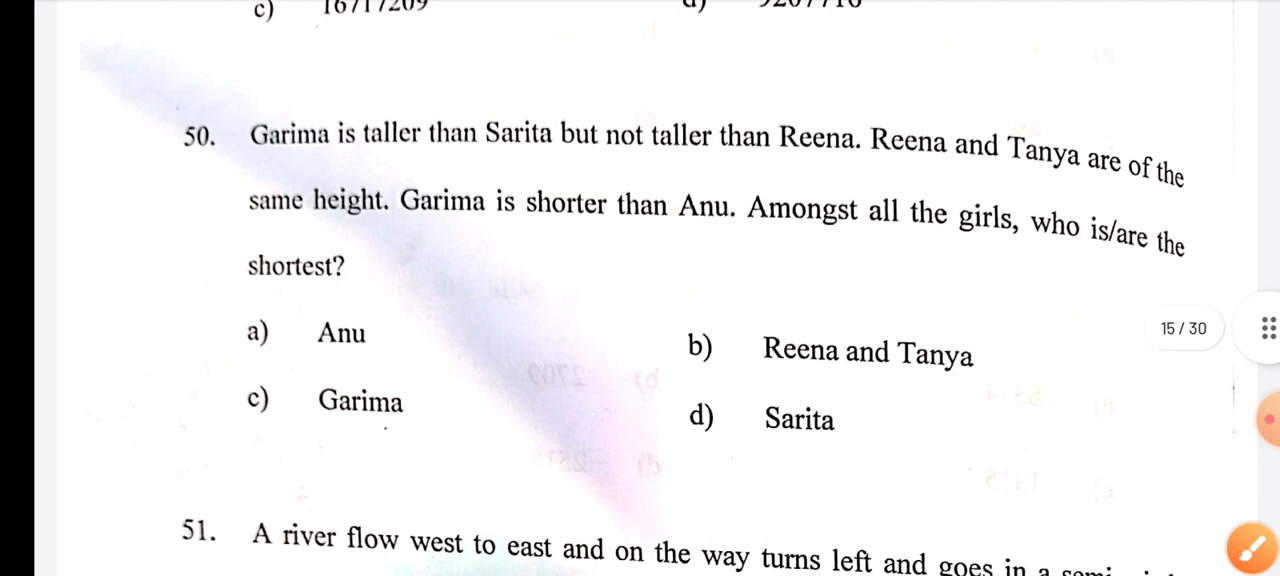 c) 16717209
50. Garima is taller than Sarita but not taller than Reena. Reena and Tanya are of the
same height. Garima is shorter than Anu. Amongst all the girls, who is/are the
shortest?
a) Anu b) Reena and Tanya
15 / 30
c) Garima d) Sarita
51. A river flow west to east and on the way turns left and goes in a